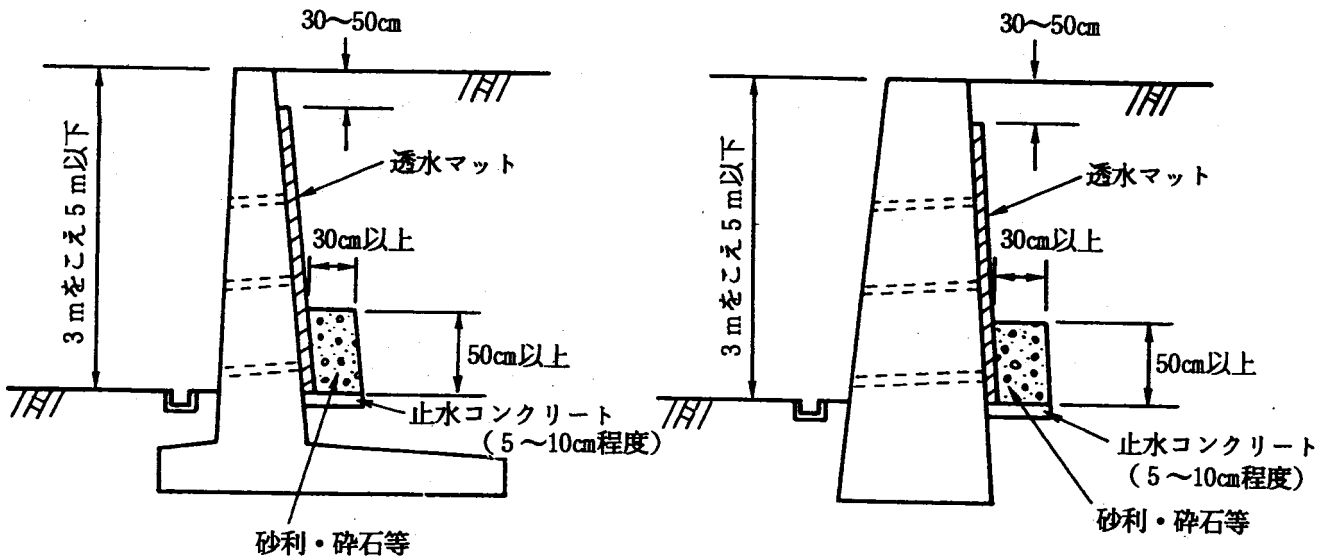 30～50㎝
3mをこえ5m以下
透水マット
30㎝以上
50㎝以上
止水コンクリート
（5～10㎝程度）
砂利・砕石等
30～50㎝
3mをこえ5m以下
透水マット
30㎝以上
50㎝以上
止水コンクリート
（5～10㎝程度）
砂利・砕石等